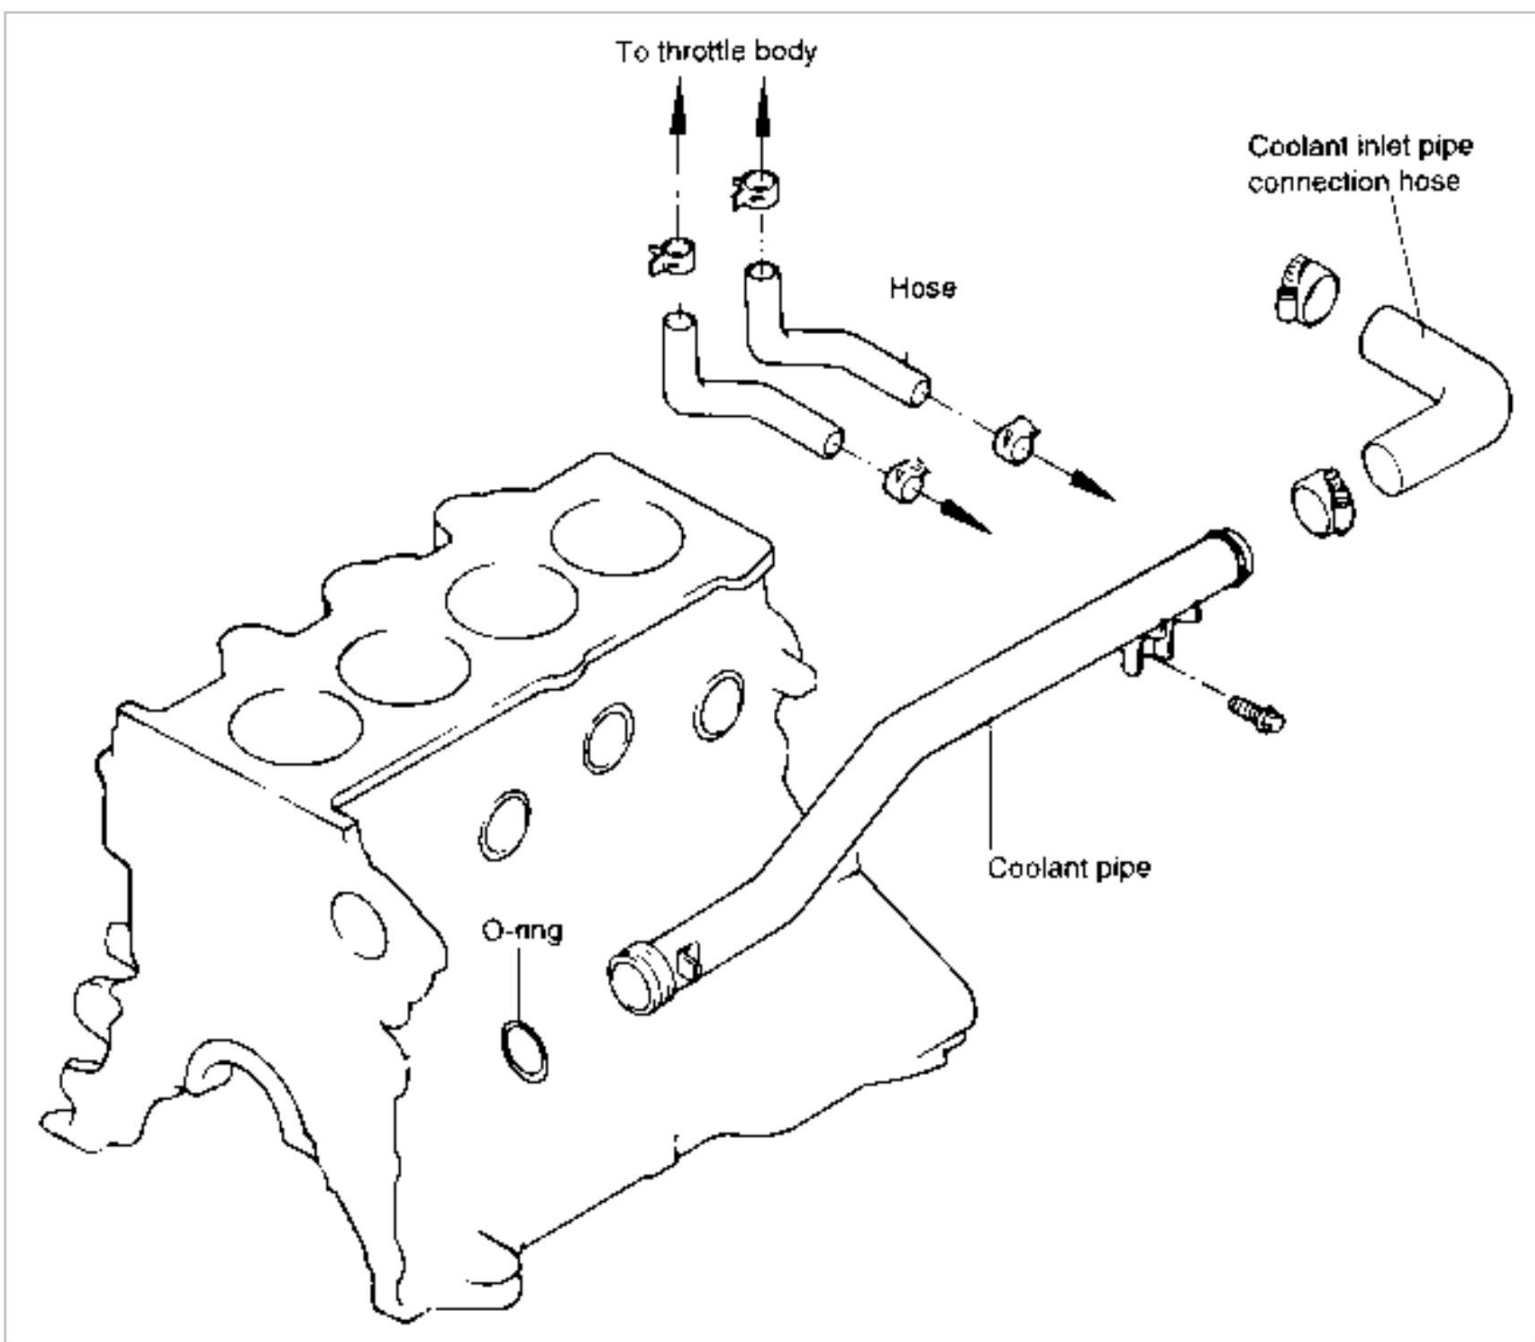 To throttle body
Coolant inlet pipe
connection hose
Hose
Coolant pipe
O-ring